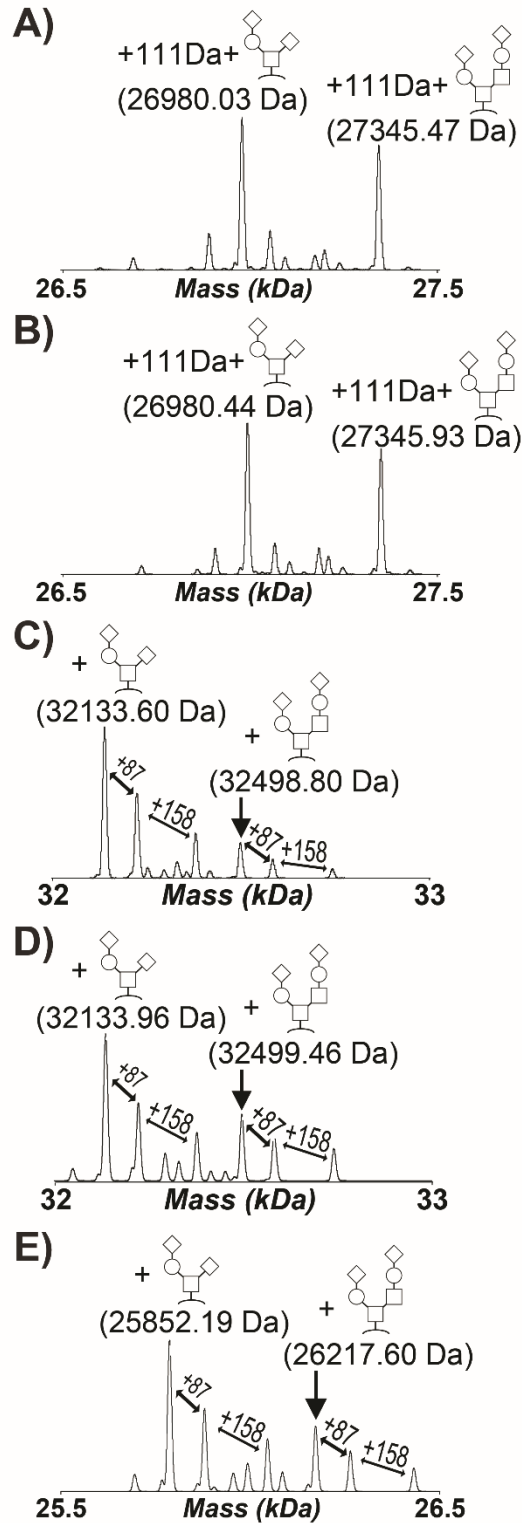 A)
+111Da+
(26980.03 Da)
+111Da+
(27345.47 Da)
26.5 Mass (kDa) 27.5
B)
+111Da+
(26980.44 Da)
+111Da+
(27345.93 Da)
26.5 Mass (kDa) 27.5
C)
+
(32133.60 Da)
+
(32498.80 Da)
+87
+158
+87
+158
32 Mass (kDa) 33
D)
+
(32133.96 Da)
+
(32499.46 Da)
+87
+158
+87
+158
32 Mass (kDa) 33
E)
+
(25852.19 Da)
+
(26217.60 Da)
+87
+158
+87
+158
25.5 Mass (kDa) 26.5